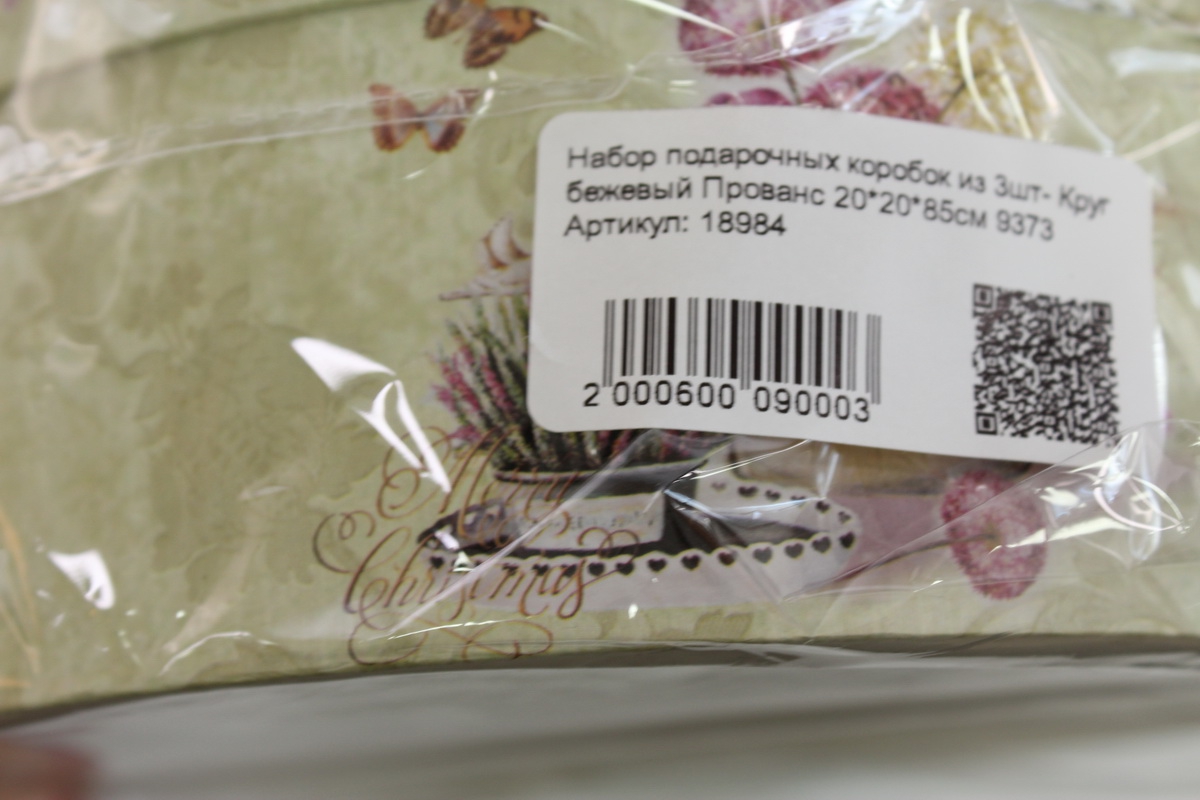 Набор подарочных коробок из 3шт- Круг
бежевый Прованс 20*20*85см 9373
Артикул: 18984
2 000600 090003
Merry
Christmas